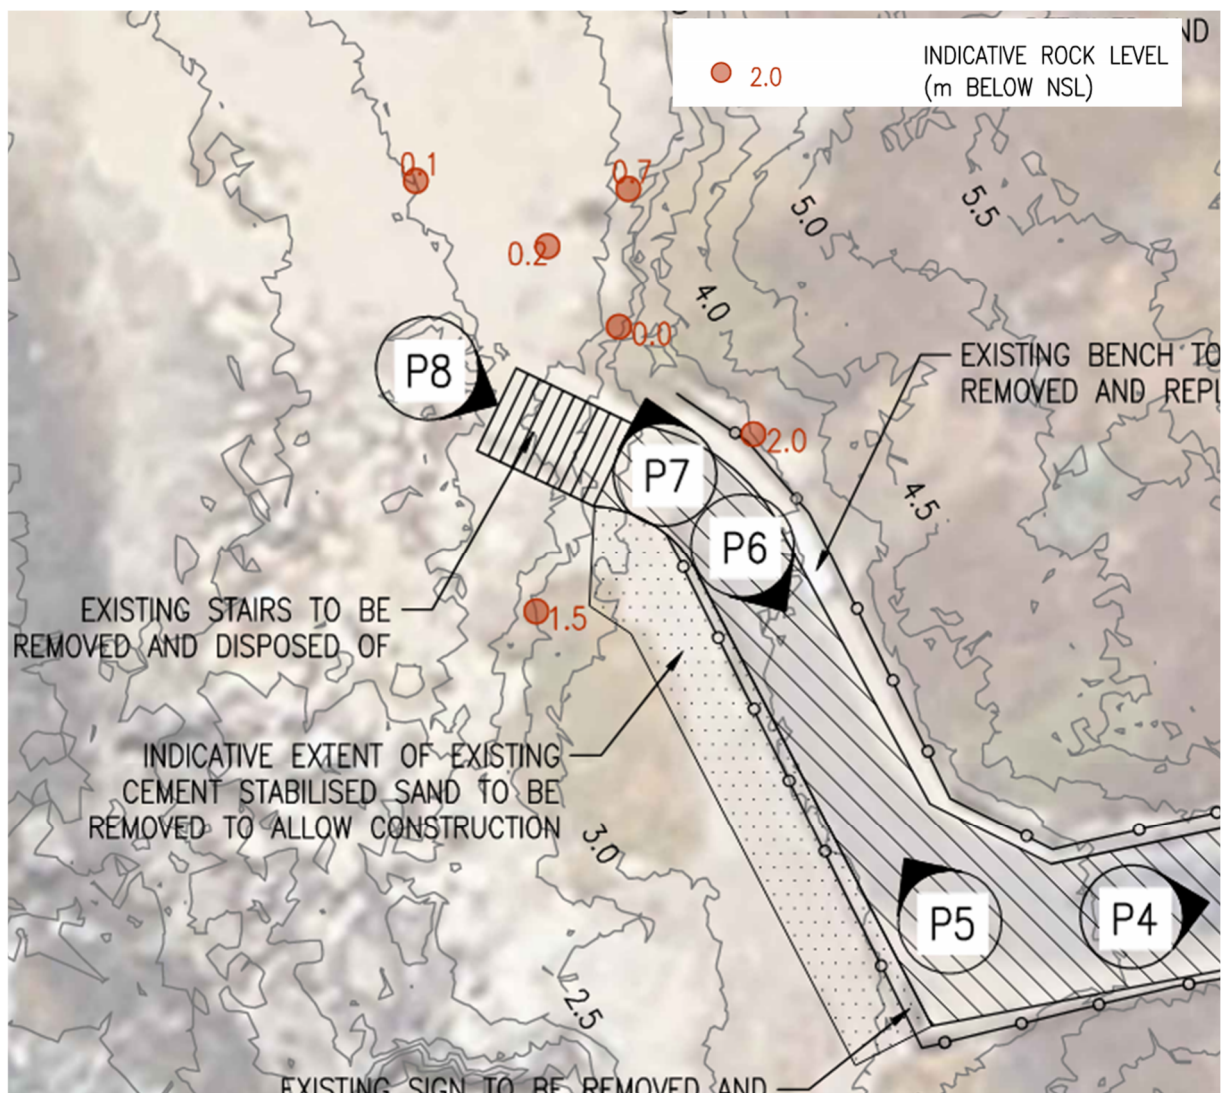 ND
INDICATIVE ROCK LEVEL
2.0
(m BELOW NSL)
0.1
0.7
5.0
5.5
0.2
4.0
0.0
P8
EXISTING BENCH TO
REMOVED AND REPL
2.0
P7
4.5
P6
EXISTING STAIRS TO BE
REMOVED AND DISPOSED OF
1.5
INDICATIVE EXTENT OF EXISTING
CEMENT STABILISED SAND TO BE
REMOVED TO ALLOW CONSTRUCTION
3.0
P5
P4
2.5
EXISTING SIGN TO BE REMOVED AND